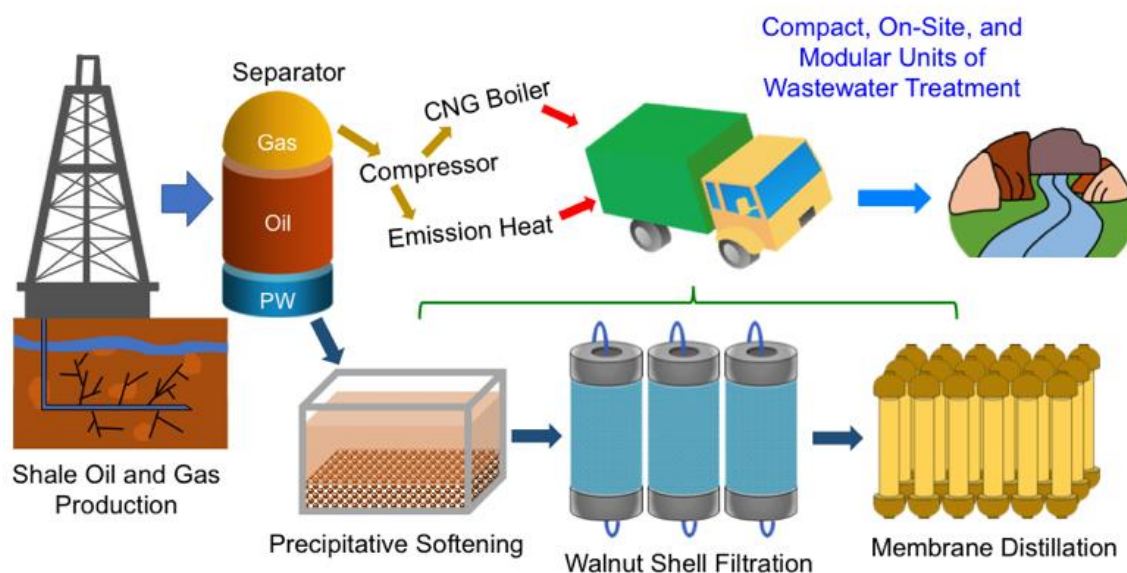 Compact, On-Site, and
Modular Units of
Wastewater Treatment
Separator
Gas
Oil
PW
CNG Boiler
Compressor
Emission Heat
Shale Oil and Gas
Production
Precipitative Softening
Walnut Shell Filtration
Membrane Distillation